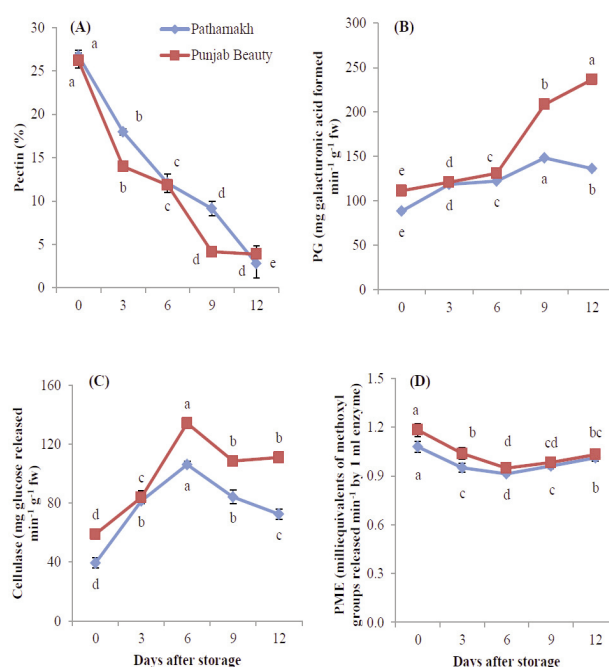 (A)
Pathamakh
Punjab Beauty
Pectin (%)
30
25
20
15
10
5
0
a
a
b
b
c
c
d
d
d
e
0 3 6 9 12
(B)
PG (mg galacturonic acid formed
min⁻¹ g⁻¹ fw)
300
250
200
150
100
50
0
e
e
d
d
c
c
b
a
a
b
0 3 6 9 12
(C)
Cellulase (mg glucose released
min⁻¹ g⁻¹ fw)
160
120
80
40
0
d
d
c
b
a
a
b
b
b
c
0 3 6 9 12
Days after storage
(D)
PME (milliequivalents of methoxyl
groups released min⁻¹ by 1 ml enzyme)
1.5
1.2
0.9
0.6
0.3
0.0
a
a
b
c
d
d
cd
c
bc
b
0 3 6 9 12
Days after storage